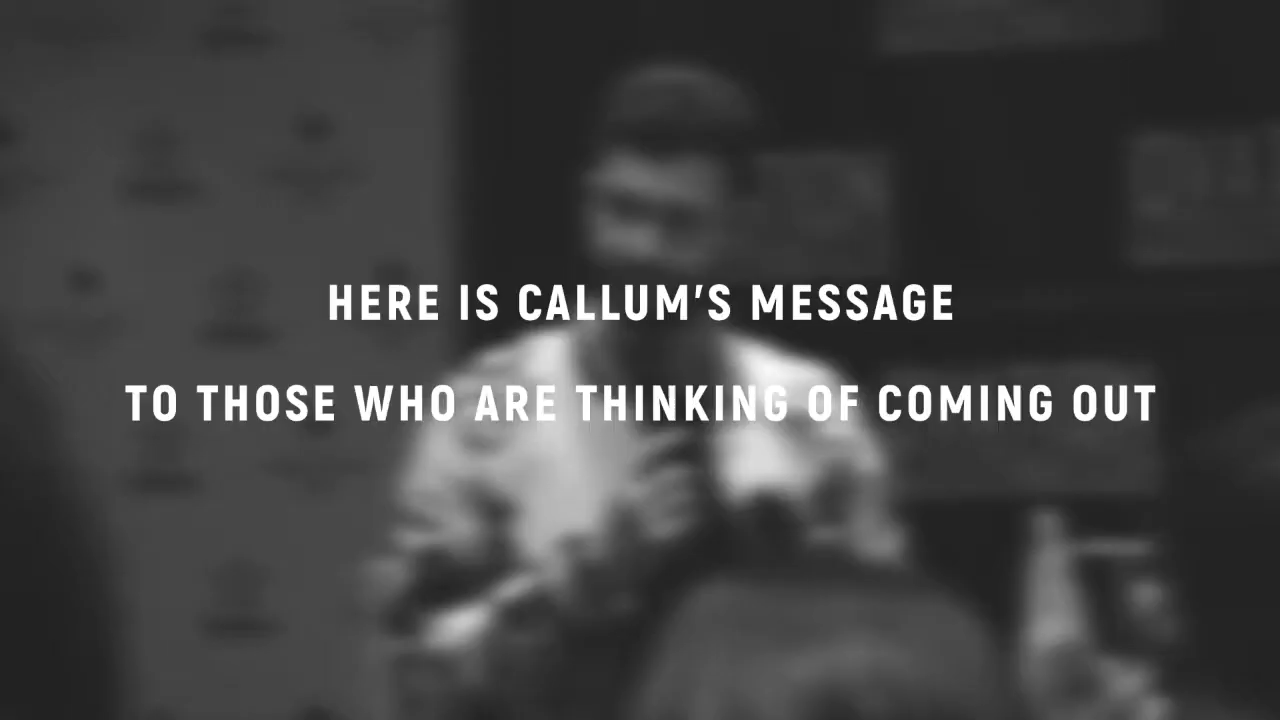 HERE IS CALLUM'S MESSAGE
TO THOSE WHO ARE THINKING OF COMING OUT